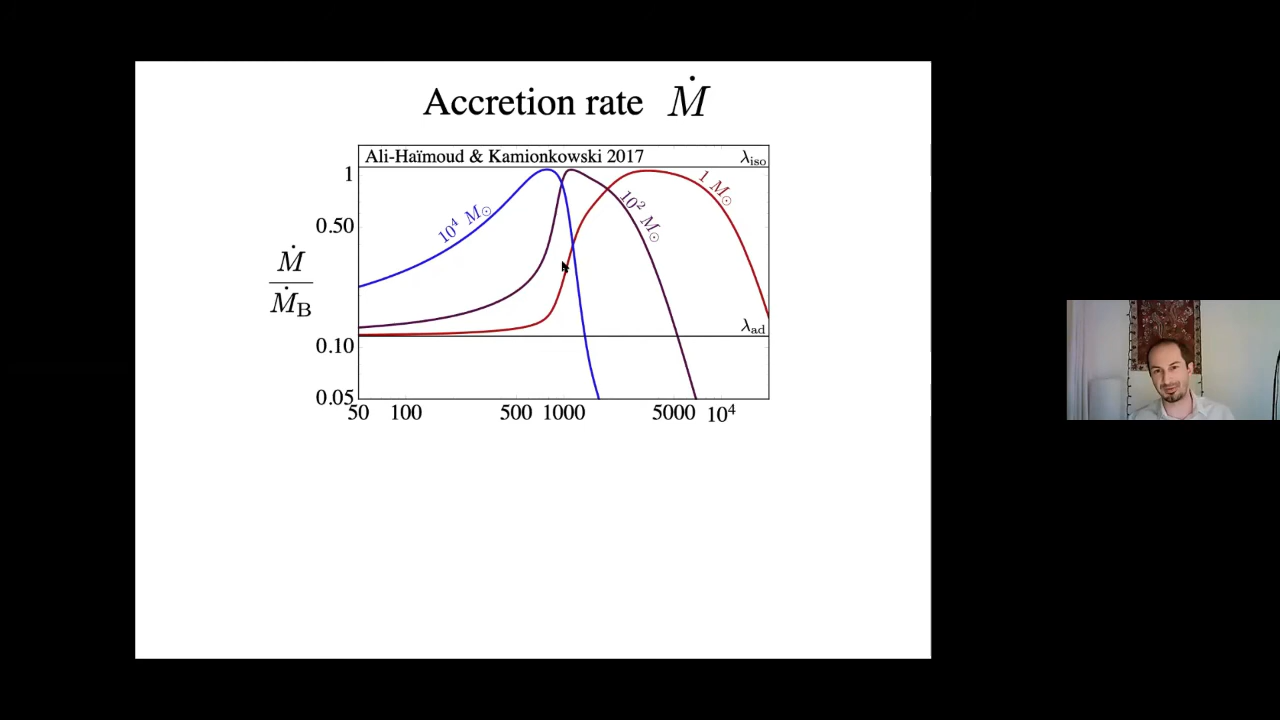 Accretion rate Ṁ
Ali-Haïmoud & Kamionkowski 2017
λiso
1
0.50
0.10
0.05
Ṁ
ṀB
10⁴ M☉
10² M☉
1 M☉
λad
50 100 500 1000 5000 10⁴